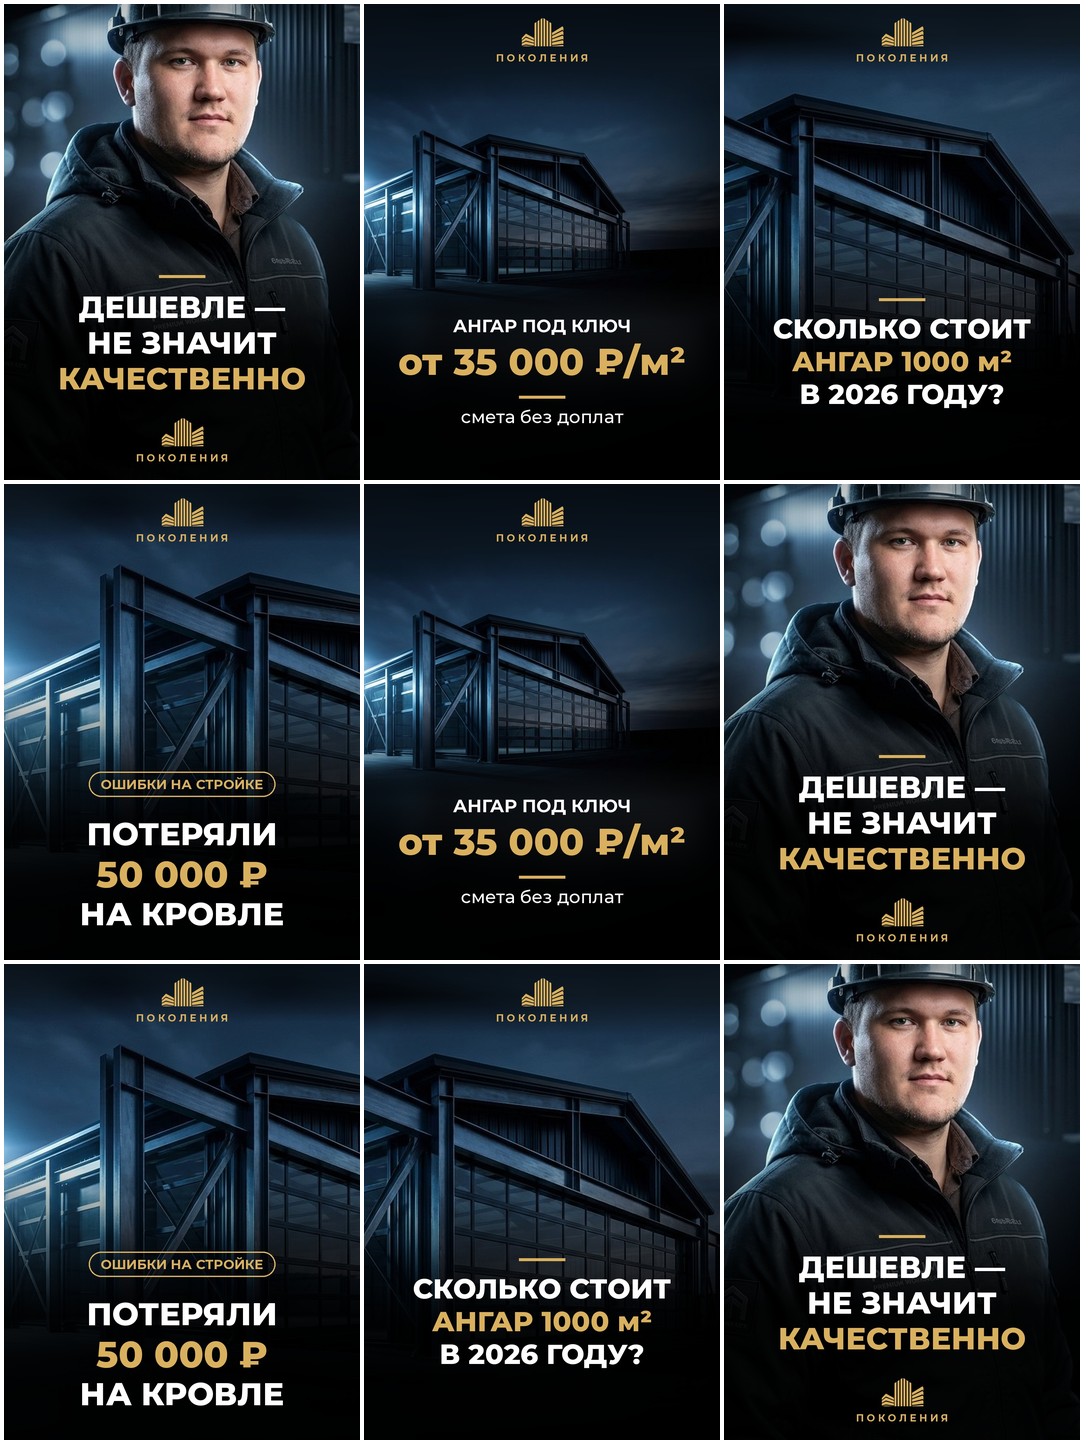 ДЕШЕВЛЕ —
НЕ ЗНАЧИТ
КАЧЕСТВЕННО
ПОКОЛЕНИЯ
ПОКОЛЕНИЯ
АНГАР ПОД КЛЮЧ
от 35 000 ₽/м²
смета без доплат
ПОКОЛЕНИЯ
СКОЛЬКО СТОИТ
АНГАР 1000 м²
В 2026 ГОДУ?
ПОКОЛЕНИЯ
ОШИБКИ НА СТРОЙКЕ
ПОТЕРЯЛИ
50 000 ₽
НА КРОВЛЕ
ПОКОЛЕНИЯ
АНГАР ПОД КЛЮЧ
от 35 000 ₽/м²
смета без доплат
ДЕШЕВЛЕ —
НЕ ЗНАЧИТ
КАЧЕСТВЕННО
ПОКОЛЕНИЯ
ПОКОЛЕНИЯ
ОШИБКИ НА СТРОЙКЕ
ПОТЕРЯЛИ
50 000 ₽
НА КРОВЛЕ
ПОКОЛЕНИЯ
СКОЛЬКО СТОИТ
АНГАР 1000 м²
В 2026 ГОДУ?
ДЕШЕВЛЕ —
НЕ ЗНАЧИТ
КАЧЕСТВЕННО
ПОКОЛЕНИЯ